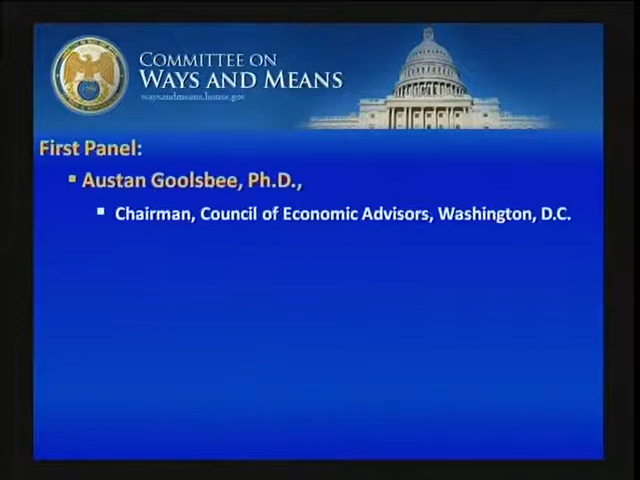 COMMITTEE ON
WAYS AND MEANS
waysandmeans.house.gov
First Panel:
Austan Goolsbee, Ph.D.,
Chairman, Council of Economic Advisors, Washington, D.C.